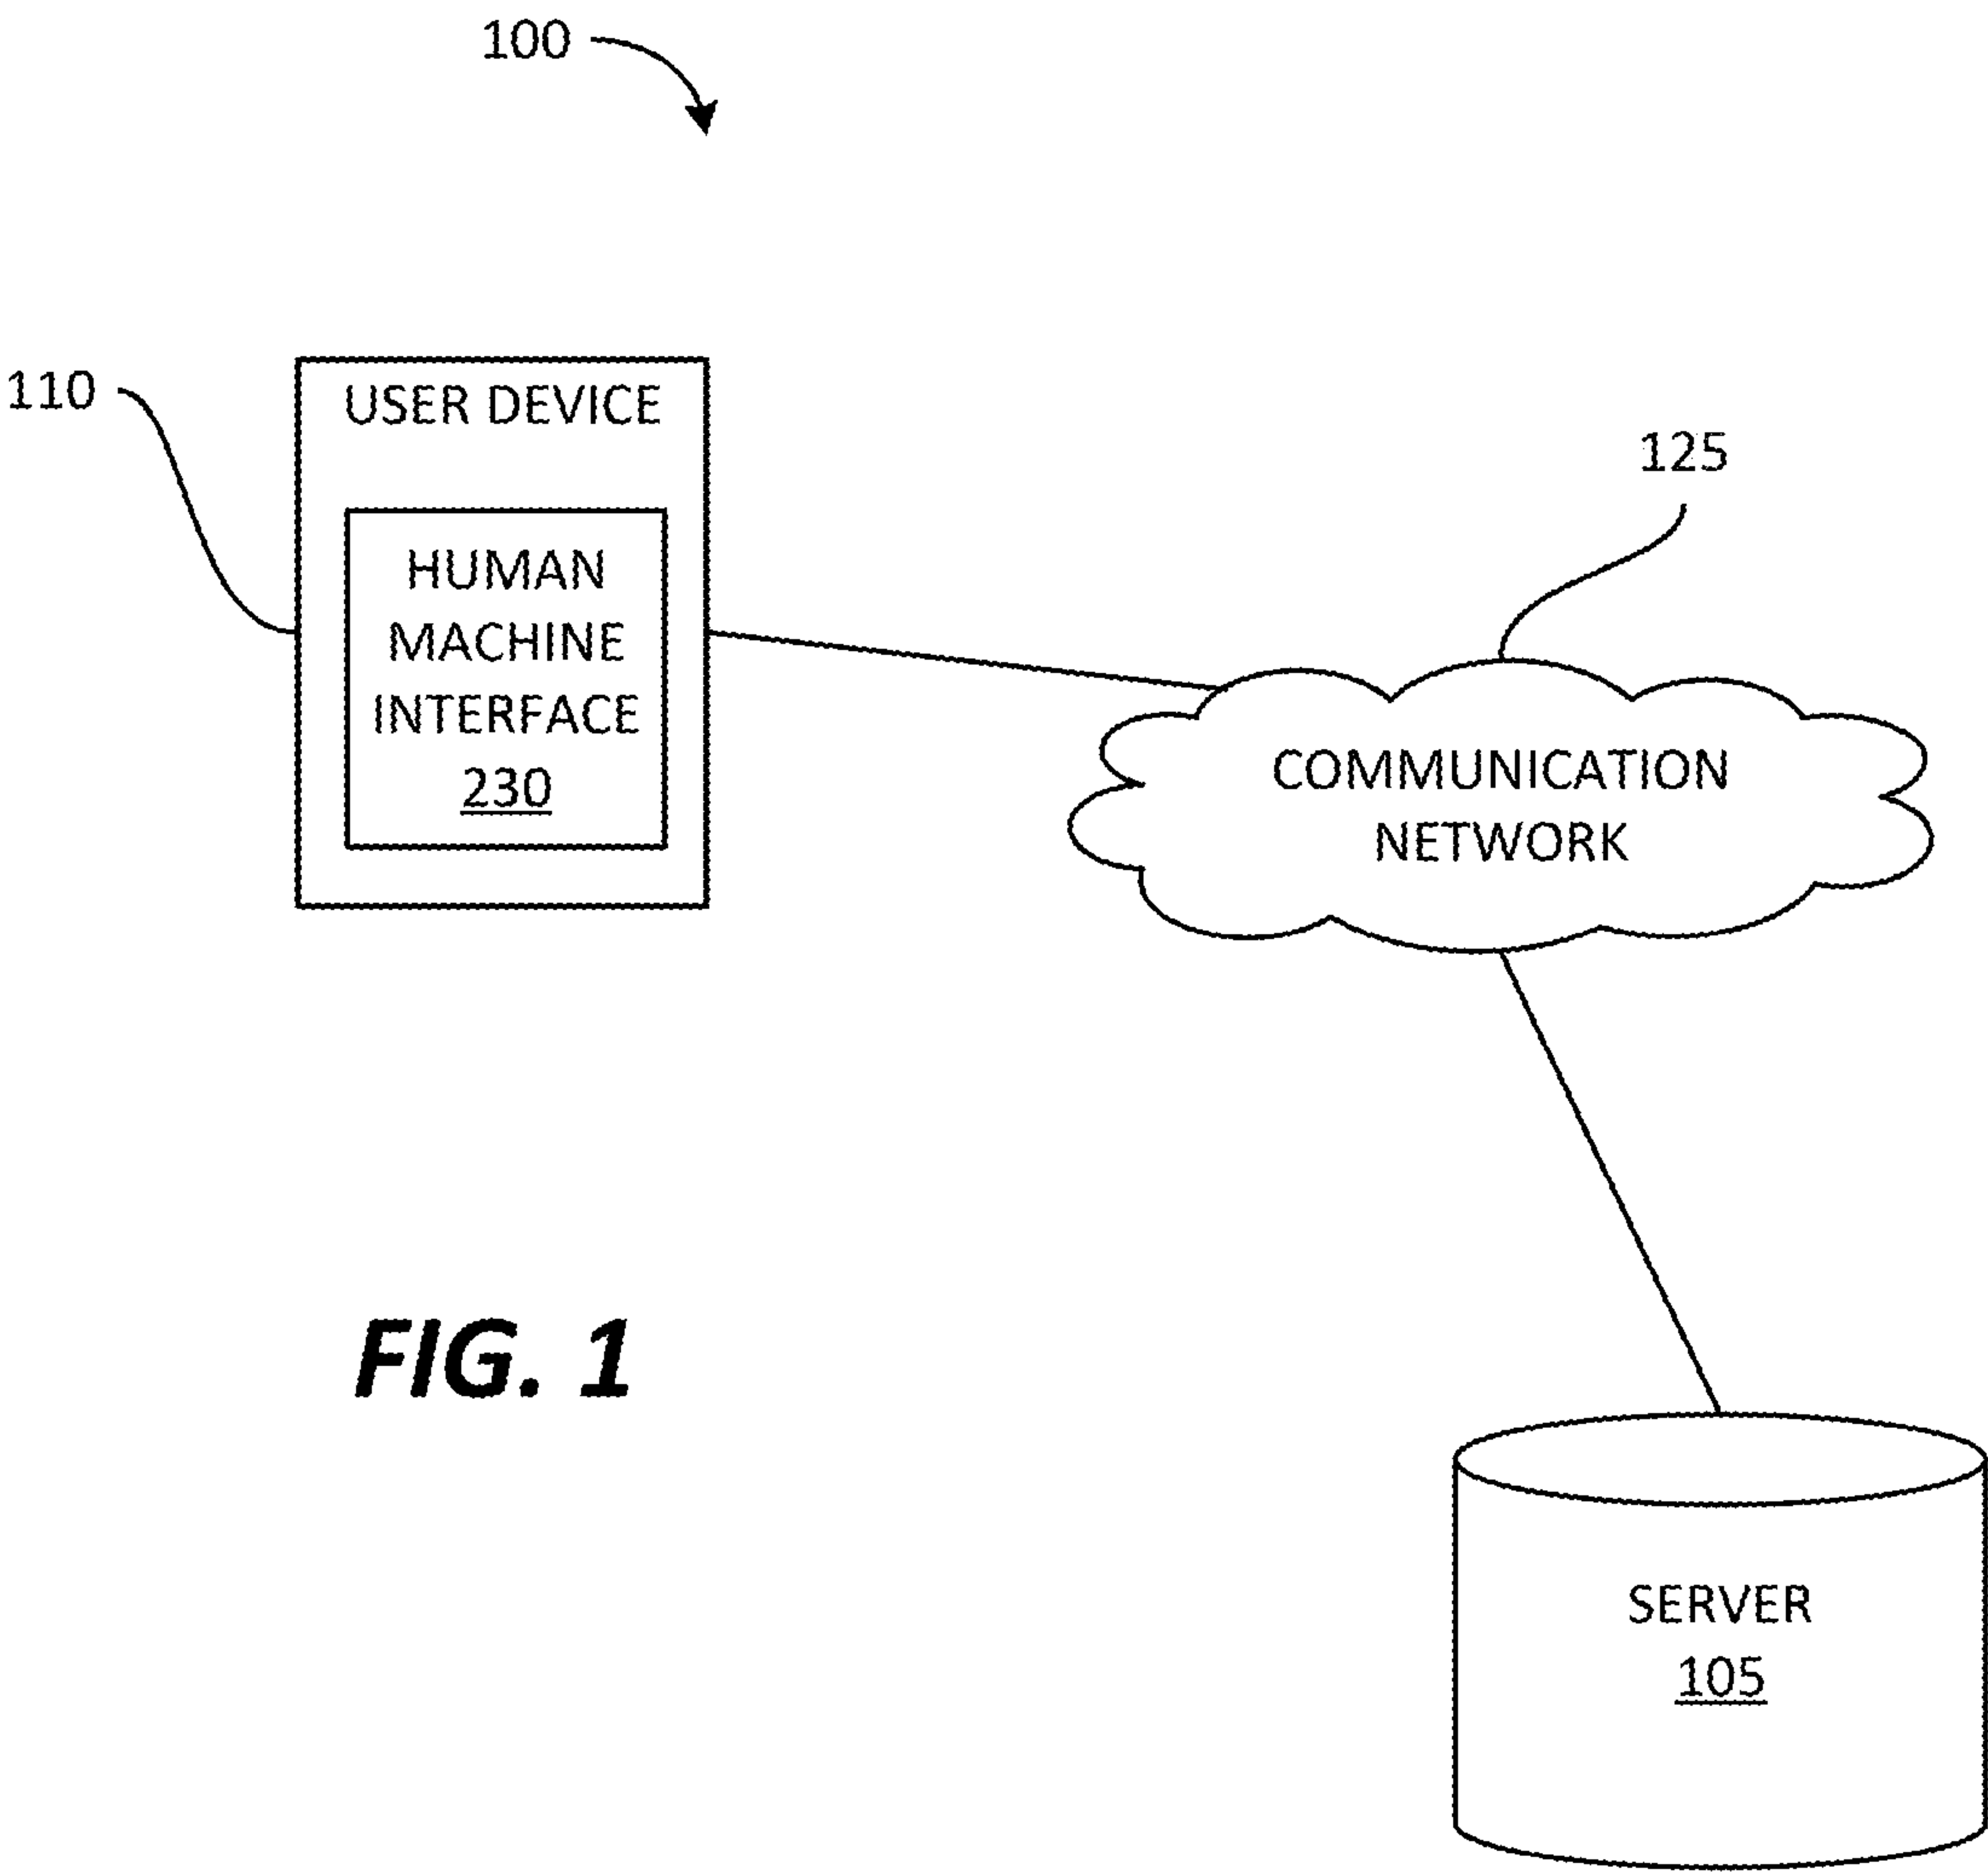 100
110
USER DEVICE
HUMAN
MACHINE
INTERFACE
230
125
COMMUNICATION
NETWORK
FIG. 1
SERVER
105